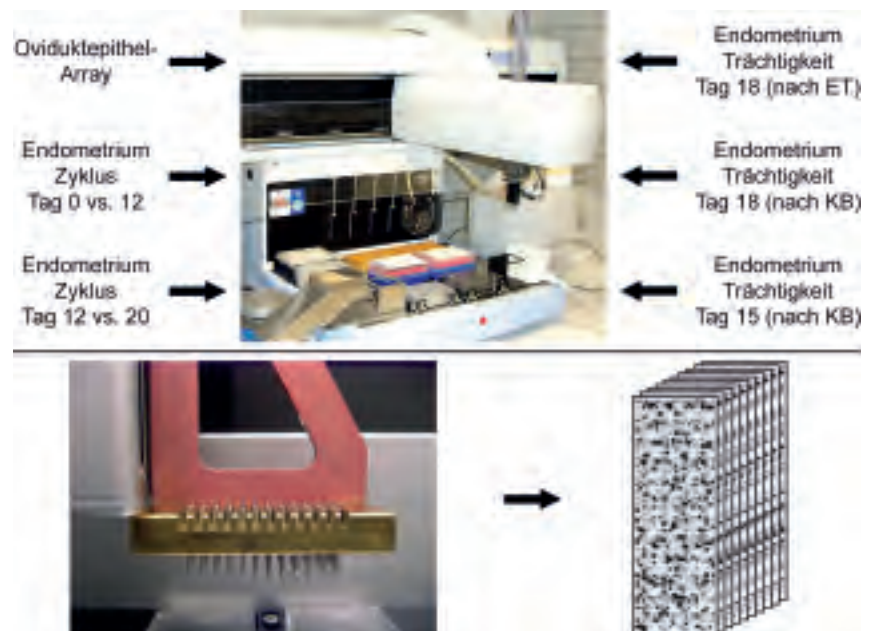 Oviduktepithel-
Array
Endometrium
Zyklus
Tag 0 vs. 12
Endometrium
Zyklus
Tag 12 vs. 20
Endometrium
Trächtigkeit
Tag 18 (nach ET)
Endometrium
Trächtigkeit
Tag 18 (nach KB)
Endometrium
Trächtigkeit
Tag 15 (nach KB)